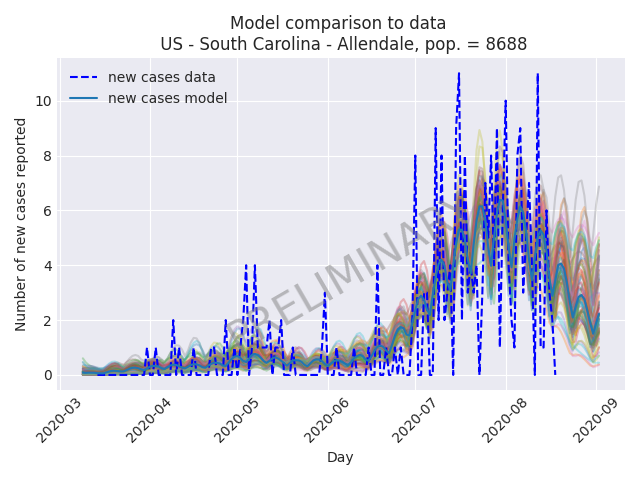 Model comparison to data
US - South Carolina - Allendale, pop. = 8688
new cases data
new cases model
PRELIMINARY
Number of new cases reported
10
8
6
4
2
0
2020-03
2020-04
2020-05
2020-06
2020-07
2020-08
2020-09
Day